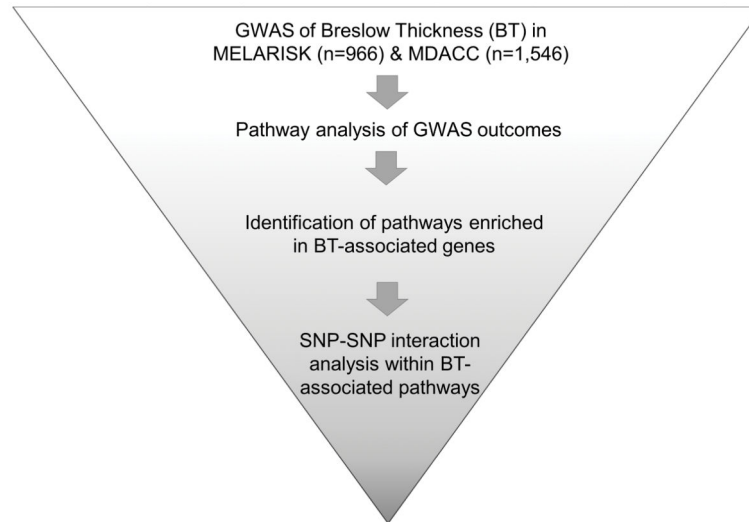 GWAS of Breslow Thickness (BT) in
MELARISK (n=966) & MDACC (n=1,546)
Pathway analysis of GWAS outcomes
Identification of pathways enriched
in BT-associated genes
SNP-SNP interaction
analysis within BT-
associated pathways